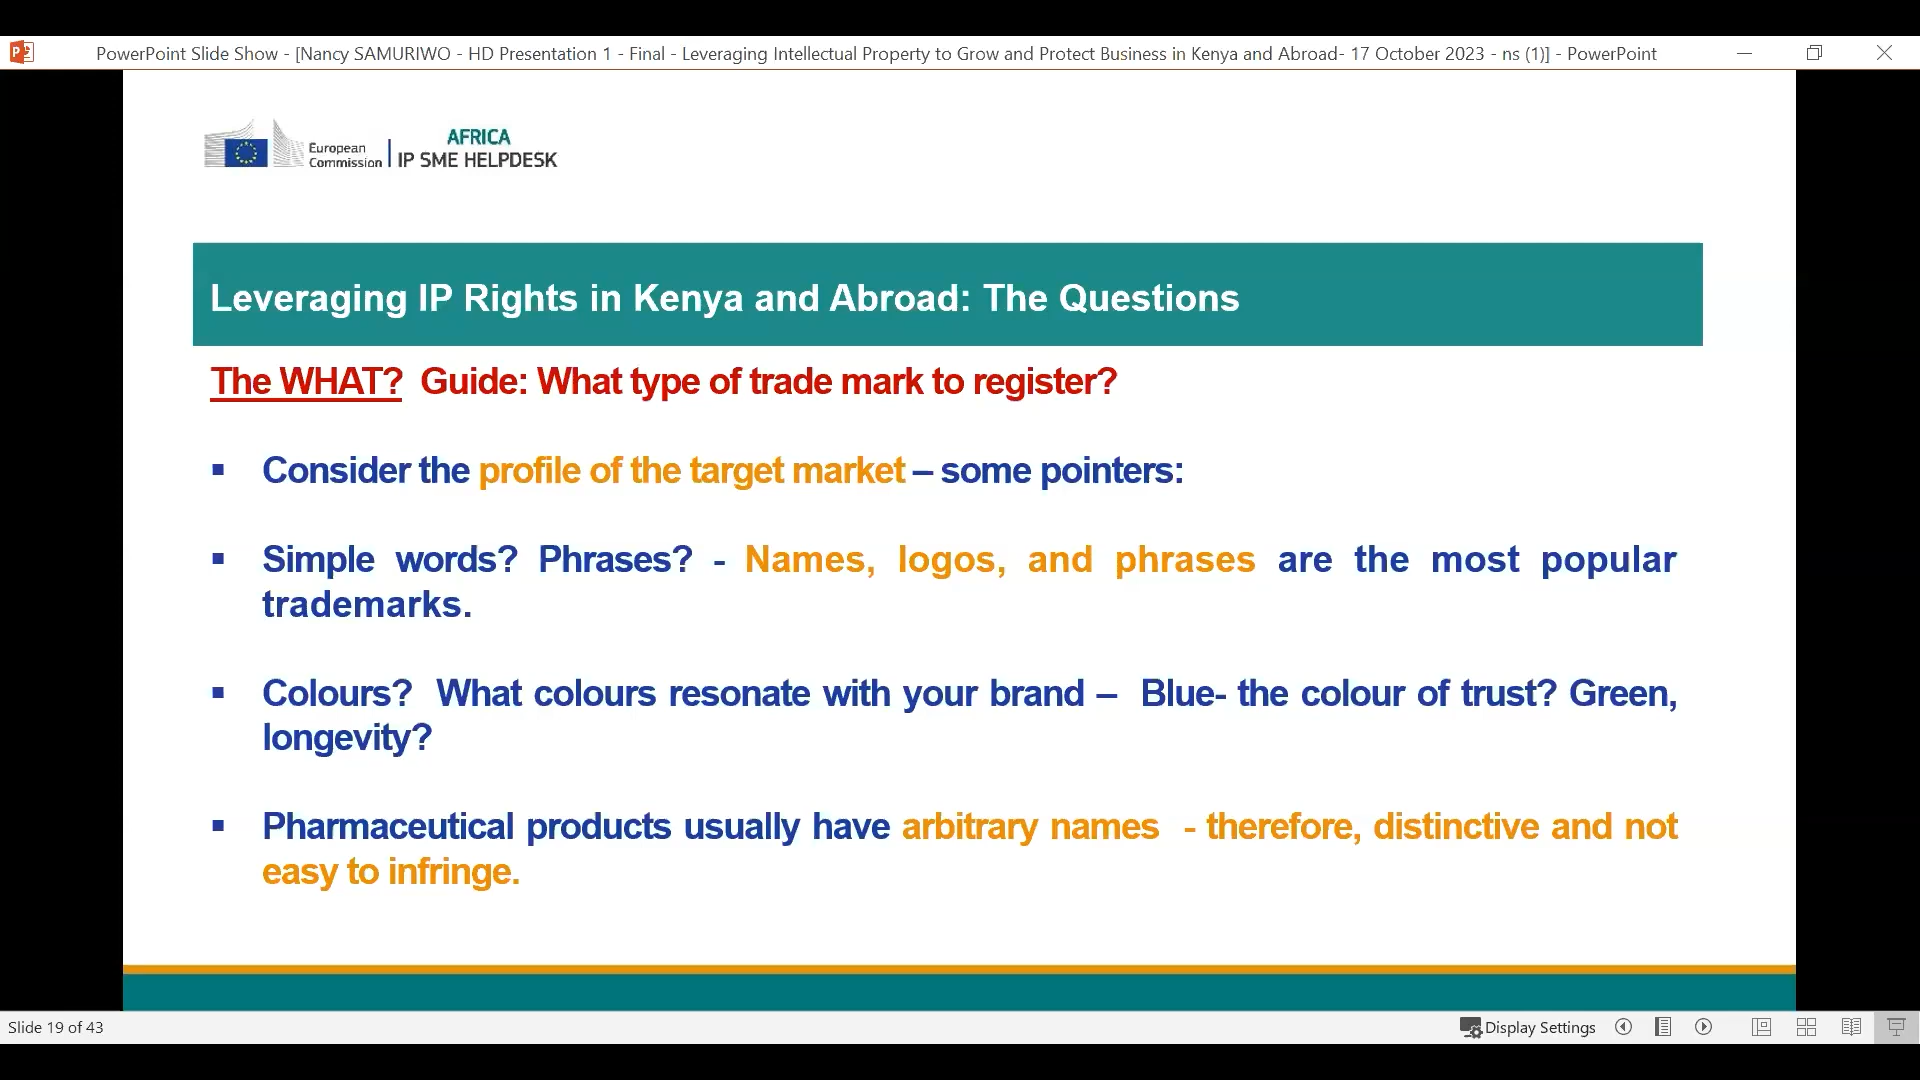 PowerPoint Slide Show - [Nancy SAMURIWO - HD Presentation 1 - Final - Leveraging Intellectual Property to Grow and Protect Business in Kenya and Abroad- 17 October 2023 - ns (1)] - PowerPoint
European
Commission
AFRICA
IP SME HELPDESK
Leveraging IP Rights in Kenya and Abroad: The Questions
The WHAT? Guide: What type of trade mark to register?
▪ Consider the profile of the target market – some pointers:
▪ Simple words? Phrases? - Names, logos, and phrases are the most popular
trademarks.
▪ Colours? What colours resonate with your brand – Blue- the colour of trust? Green,
longevity?
▪ Pharmaceutical products usually have arbitrary names - therefore, distinctive and not
easy to infringe.
Slide 19 of 43
Display Settings